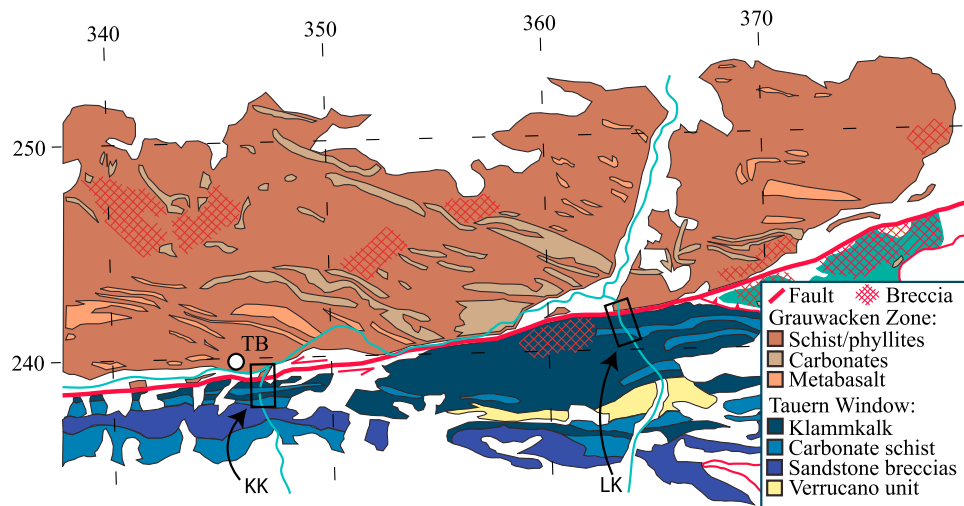 340
350
360
370
250
240
TB
KK
LK
Fault
Breccia
Grauwacken Zone:
Schist/phyllites
Carbonates
Metabasalt
Tauern Window:
Klammkalk
Carbonate schist
Sandstone breccias
Verrucano unit